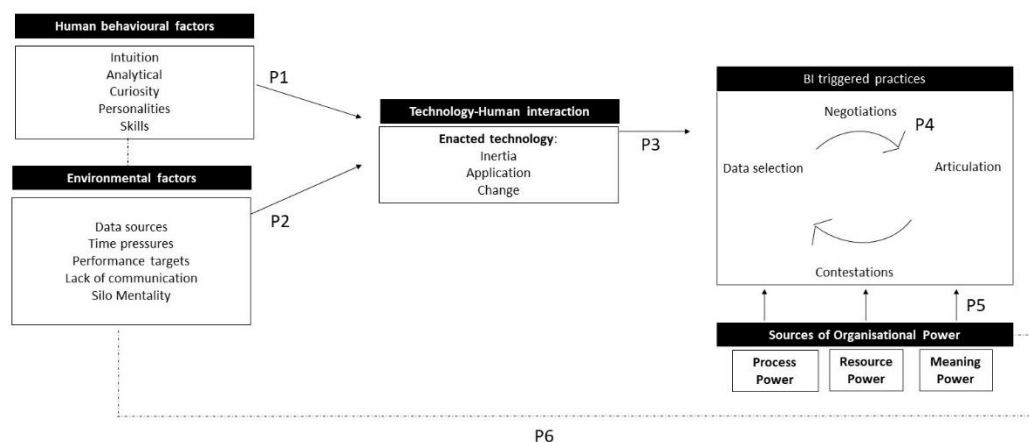 Human behavioural factors
Intuition
Analytical
Curiosity
Personalities
Skills
P1
Environmental factors
Data sources
Time pressures
Performance targets
Lack of communication
Silo Mentality
P2
Technology-Human interaction
Enacted technology:
Inertia
Application
Change
P3
BI triggered practices
Negotiations
P4
Data selection
Articulation
Contestations
P5
Sources of Organisational Power
Process
Power
Resource
Power
Meaning
Power
P6